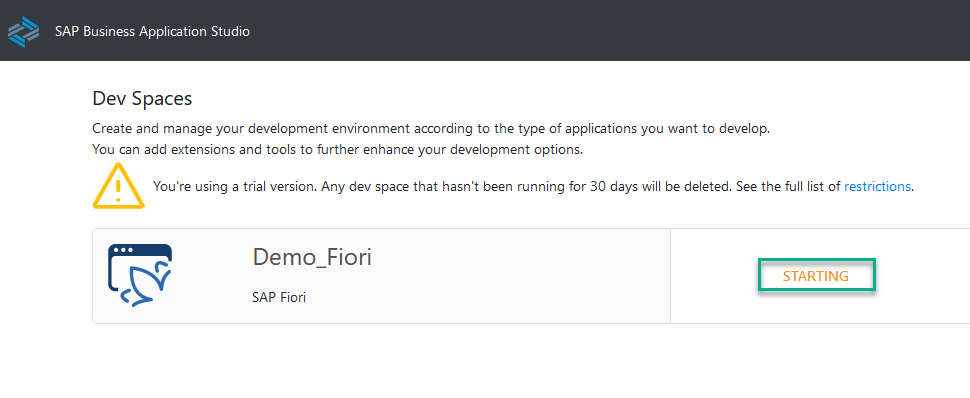 SAP Business Application Studio
Dev Spaces
Create and manage your development environment according to the type of applications you want to develop.
You can add extensions and tools to further enhance your development options.
You're using a trial version. Any dev space that hasn't been running for 30 days will be deleted. See the full list of restrictions.
Demo_Fiori
STARTING
SAP Fiori